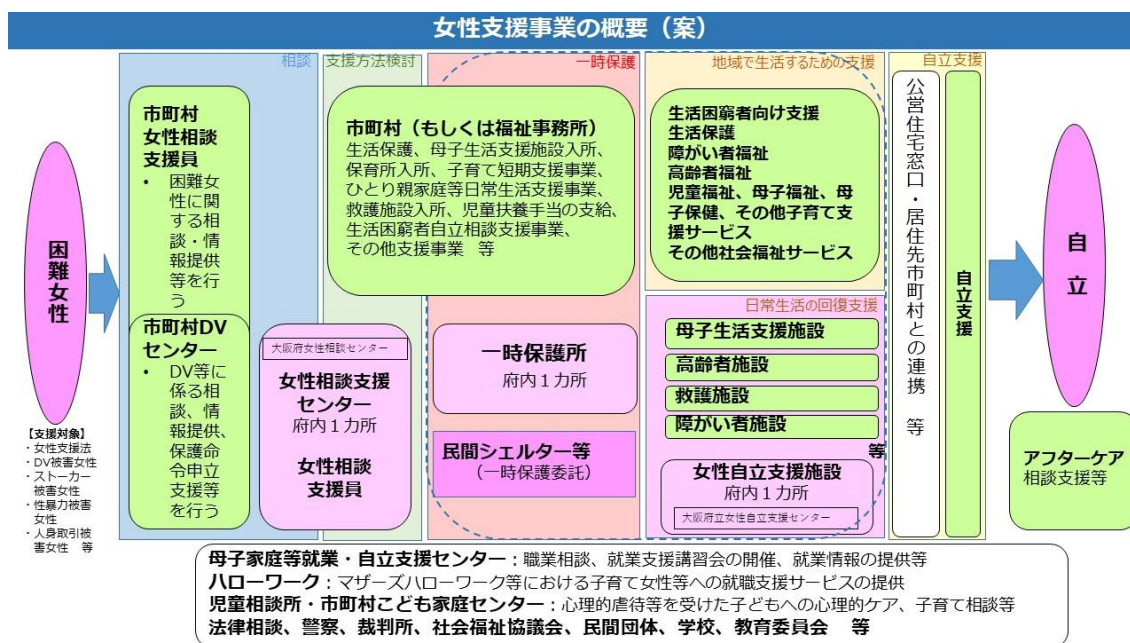 女性支援事業の概要（案）
相談
支援方法検討
一時保護
地域で生活するための支援
自立支援
困難女性
【支援対象】
・女性支援法
・DV被害女性
・ストーカー
被害女性
・性暴力被害
女性
・人身取引被
害女性　等
市町村
女性相談
支援員
• 困難女
性に関
する相
談・情
報提供
等を行
う
市町村DV
センター
• DV等に
係る相
談、情
報提供、
保護命
令申立
支援等
を行う
大阪府女性相談センター
女性相談支援
センター
府内１カ所
女性相談
支援員
市町村（もしくは福祉事務所）
生活保護、母子生活支援施設入所、
保育所入所、子育て短期支援事業、
ひとり親家庭等日常生活支援事業、
救護施設入所、児童扶養手当の支給、
生活困窮者自立相談支援事業、
その他支援事業　等
一時保護所
府内１カ所
民間シェルター等
（一時保護委託）
生活困窮者向け支援
生活保護
障がい者福祉
高齢者福祉
児童福祉、母子福祉、母
子保健、その他子育て支
援サービス
その他社会福祉サービス
日常生活の回復支援
母子生活支援施設
高齢者施設
救護施設
障がい者施設
等
女性自立支援施設
府内１カ所
大阪府立女性自立支援センター
公営住宅窓口・居住先市町村との連携　等
自立支援
自立
アフターケア
相談支援等
母子家庭等就業・自立支援センター：職業相談、就業支援講習会の開催、就業情報の提供等
ハローワーク：マザーズハローワーク等における子育て女性等への就職支援サービスの提供
児童相談所・市町村こども家庭センター：心理的虐待等を受けた子どもへの心理的ケア、子育て相談等
法律相談、警察、裁判所、社会福祉協議会、民間団体、学校、教育委員会　等